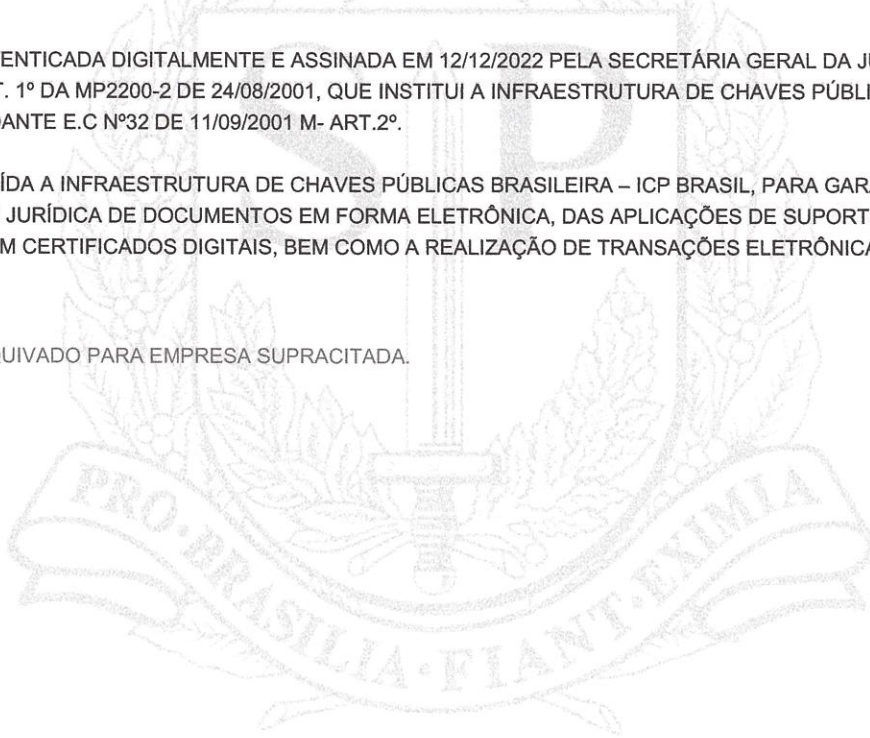 ENTICADA DIGITALMENTE E ASSINADA EM 12/12/2022 PELA SECRETÁRIA GERAL DA JU
T. 1º DA MP2200-2 DE 24/08/2001, QUE INSTITUI A INFRAESTRUTURA DE CHAVES PÚBLI
DANTE E.C Nº32 DE 11/09/2001 M- ART.2º.
ÍDA A INFRAESTRUTURA DE CHAVES PÚBLICAS BRASILEIRA – ICP BRASIL, PARA GARA
JURÍDICA DE DOCUMENTOS EM FORMA ELETRÔNICA, DAS APLICAÇÕES DE SUPORT
M CERTIFICADOS DIGITAIS, BEM COMO A REALIZAÇÃO DE TRANSAÇÕES ELETRÔNICA
QUIVADO PARA EMPRESA SUPRACITADA.
SP
PRO·BRASILIA·FIANT·EXIMIA